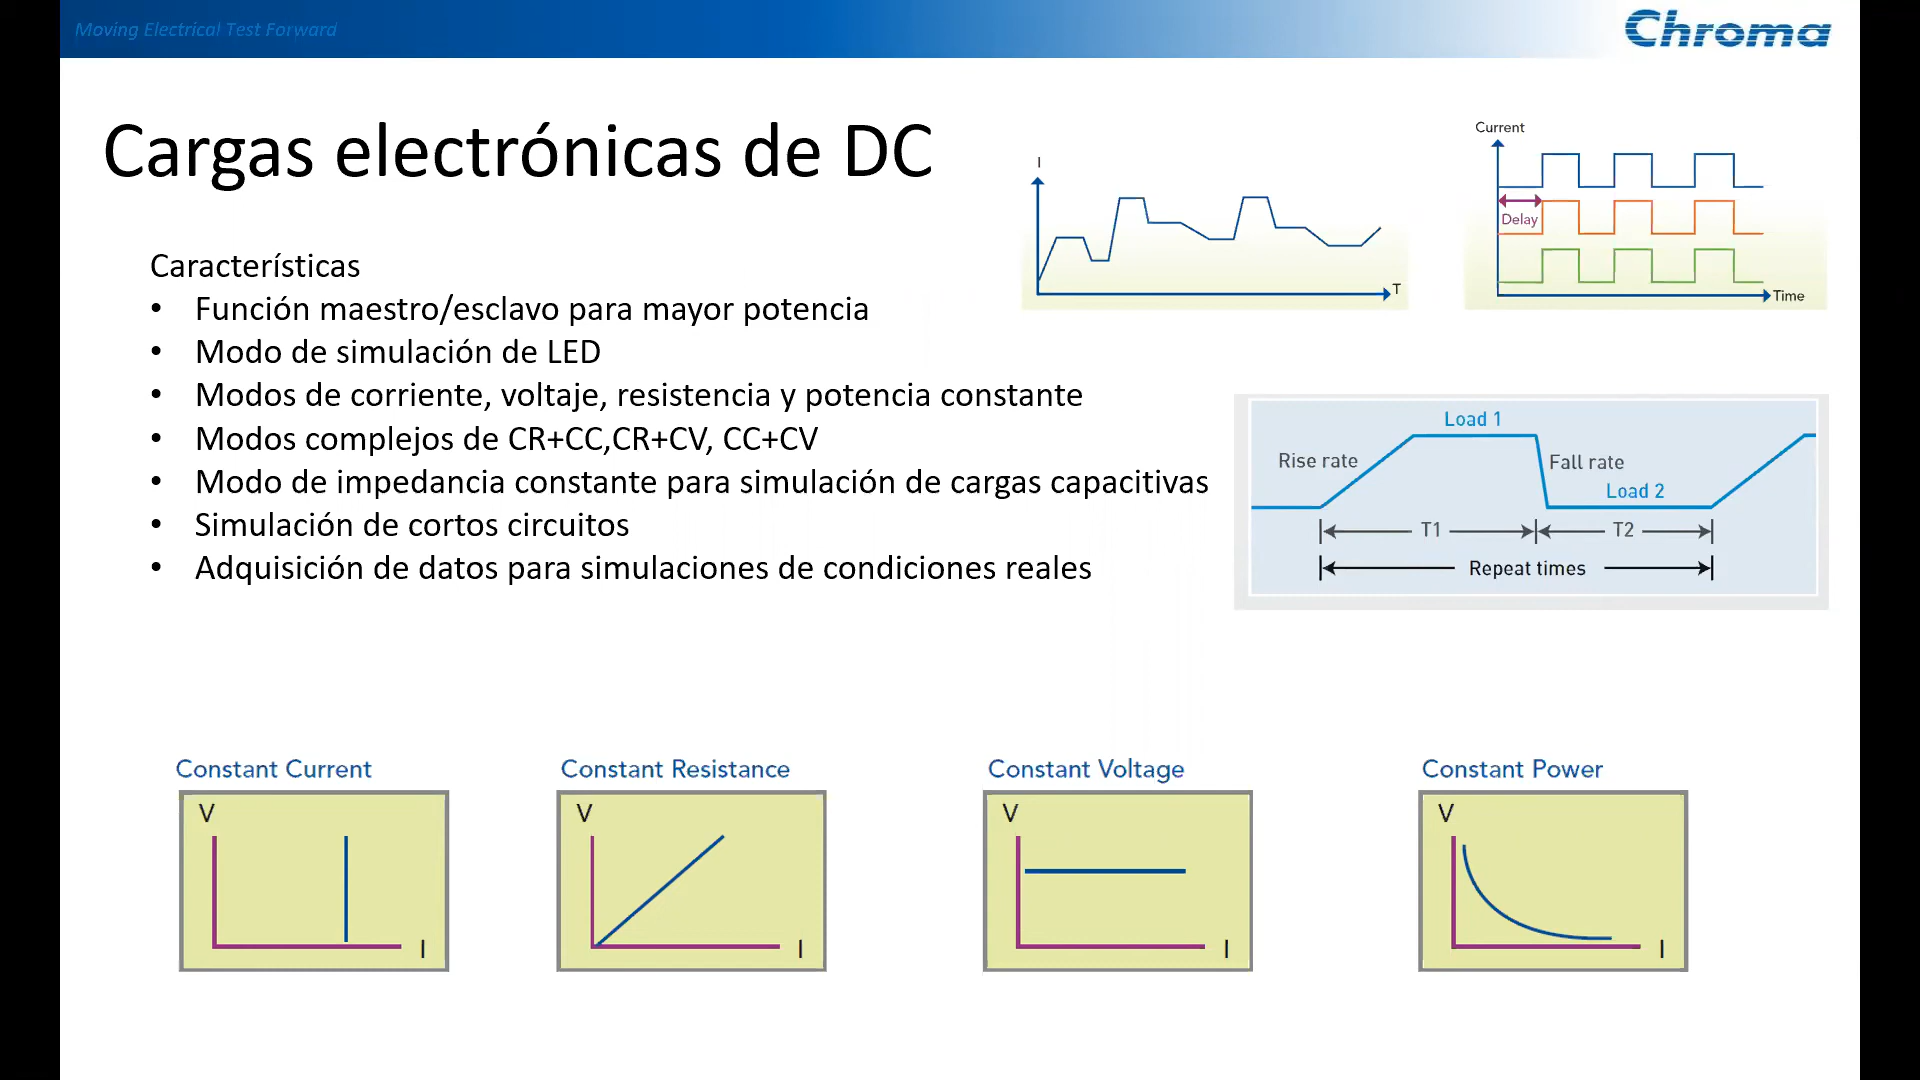 Moving Electrical Test Forward
Chroma
Cargas electrónicas de DC
Características
• Función maestro/esclavo para mayor potencia
• Modo de simulación de LED
• Modos de corriente, voltaje, resistencia y potencia constante
• Modos complejos de CR+CC,CR+CV, CC+CV
• Modo de impedancia constante para simulación de cargas capacitivas
• Simulación de cortos circuitos
• Adquisición de datos para simulaciones de condiciones reales
I
T
Current
Delay
Time
Load 1
Rise rate
Fall rate
Load 2
T1
T2
Repeat times
Constant Current
V
I
Constant Resistance
V
I
Constant Voltage
V
I
Constant Power
V
I